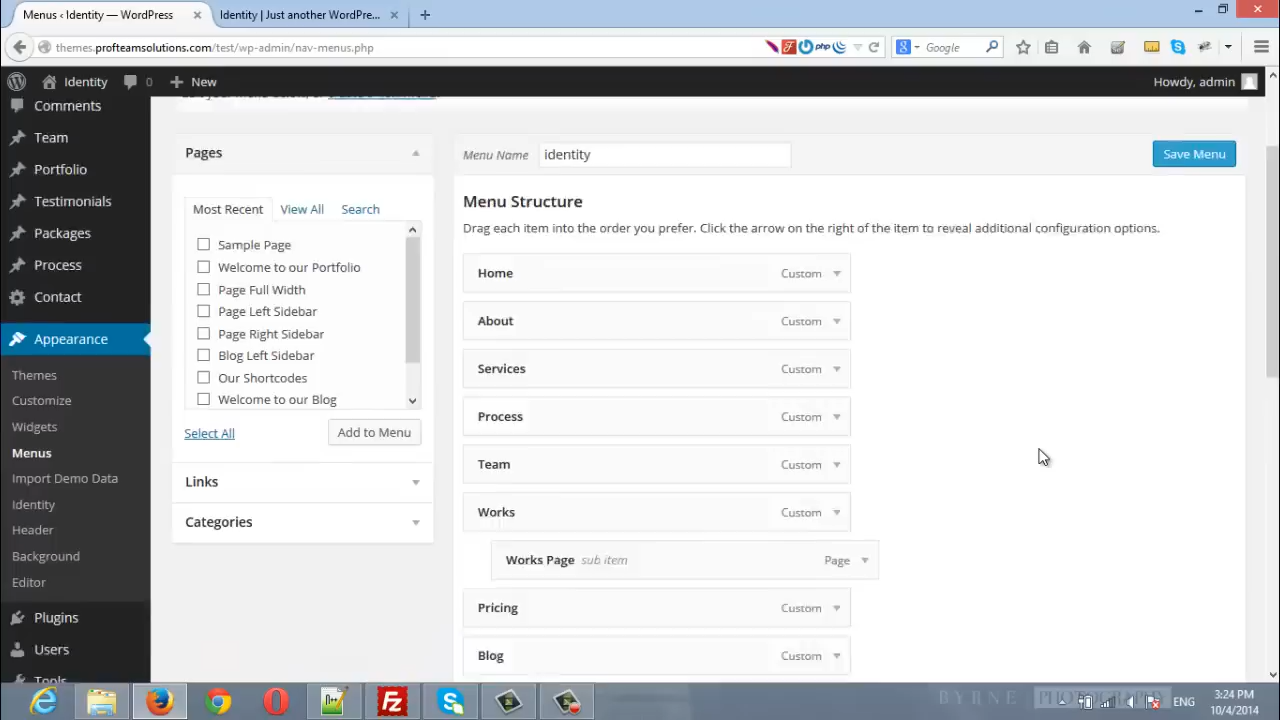 Menus ‹ Identity — WordPress
Identity | Just another WordPre...
themes.profteamsolutions.com/test/wp-admin/nav-menus.php
php
Google
Identity
0
New
Howdy, admin
Comments
Team
Portfolio
Testimonials
Packages
Process
Contact
Appearance
Themes
Customize
Widgets
Menus
Import Demo Data
Identity
Header
Background
Editor
Plugins
Users
Tools
Pages
Most Recent
View All
Search
Sample Page
Welcome to our Portfolio
Page Full Width
Page Left Sidebar
Page Right Sidebar
Blog Left Sidebar
Our Shortcodes
Welcome to our Blog
Select All
Add to Menu
Links
Categories
Menu Name identity
Save Menu
Menu Structure
Drag each item into the order you prefer. Click the arrow on the right of the item to reveal additional configuration options.
Home Custom
About Custom
Services Custom
Process Custom
Team Custom
Works Custom
Works Page sub item Page
Pricing Custom
Blog Custom
BYRNE PHOTOGRAPHY
ENG
3:24 PM
10/4/2014